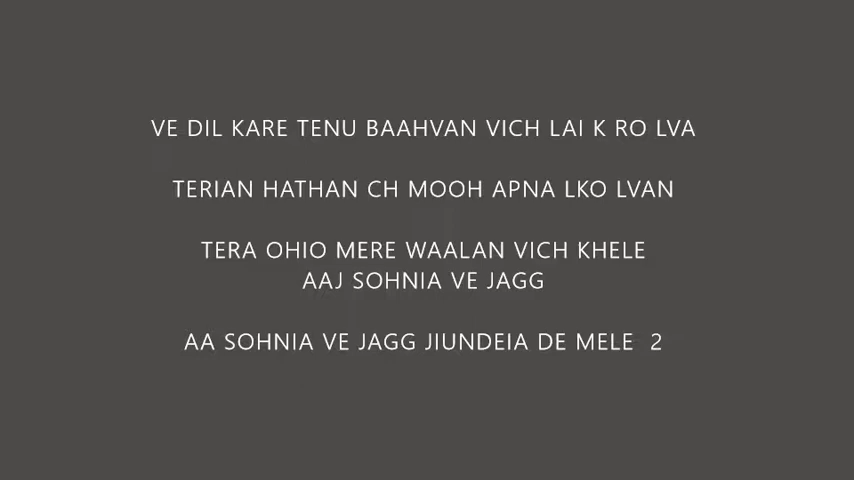 VE DIL KARE TENU BAAHVAN VICH LAI K RO LVA
TERIAN HATHAN CH MOOH APNA LKO LVAN
TERA OHIO MERE WAALAN VICH KHELE
AAJ SOHNIA VE JAGG
AA SOHNIA VE JAGG JIUNDEIA DE MELE 2